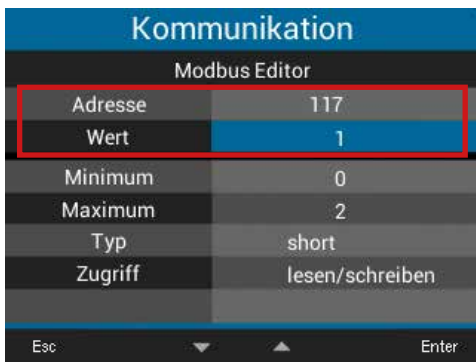 Kommunikation
Modbus Editor
Adresse 117
Wert 1
Minimum 0
Maximum 2
Typ short
Zugriff lesen/schreiben
Esc Enter